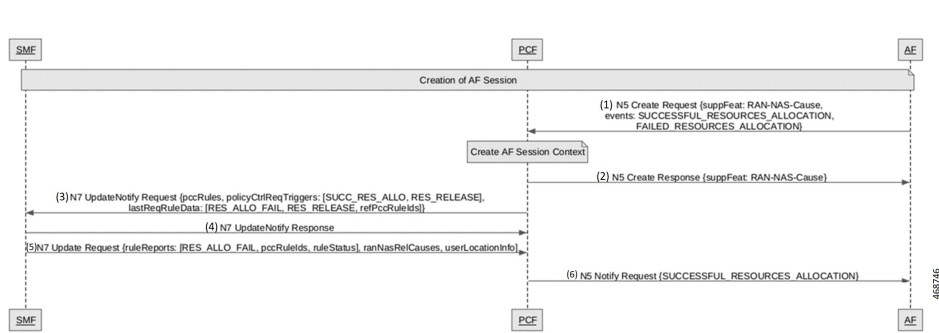 SMF PCF AF
Creation of AF Session
(1) N5 Create Request {suppFeat: RAN-NAS-Cause,
events: SUCCESSFUL_RESOURCES_ALLOCATION,
FAILED_RESOURCES_ALLOCATION}
Create AF Session Context
(2) N5 Create Response {suppFeat: RAN-NAS-Cause}
(3) N7 UpdateNotify Request {pccRules, policyCtrlReqTriggers: [SUCC_RES_ALLO, RES_RELEASE],
lastReqRuleData: [RES_ALLO_FAIL, RES_RELEASE, refPccRuleIds]}
(4) N7 UpdateNotify Response
(5)N7 Update Request {ruleReports: [RES_ALLO_FAIL, pccRuleIds, ruleStatus], ranNasRelCauses, userLocationInfo]
(6) N5 Notify Request {SUCCESSFUL_RESOURCES_ALLOCATION}
SMF PCF AF
468746